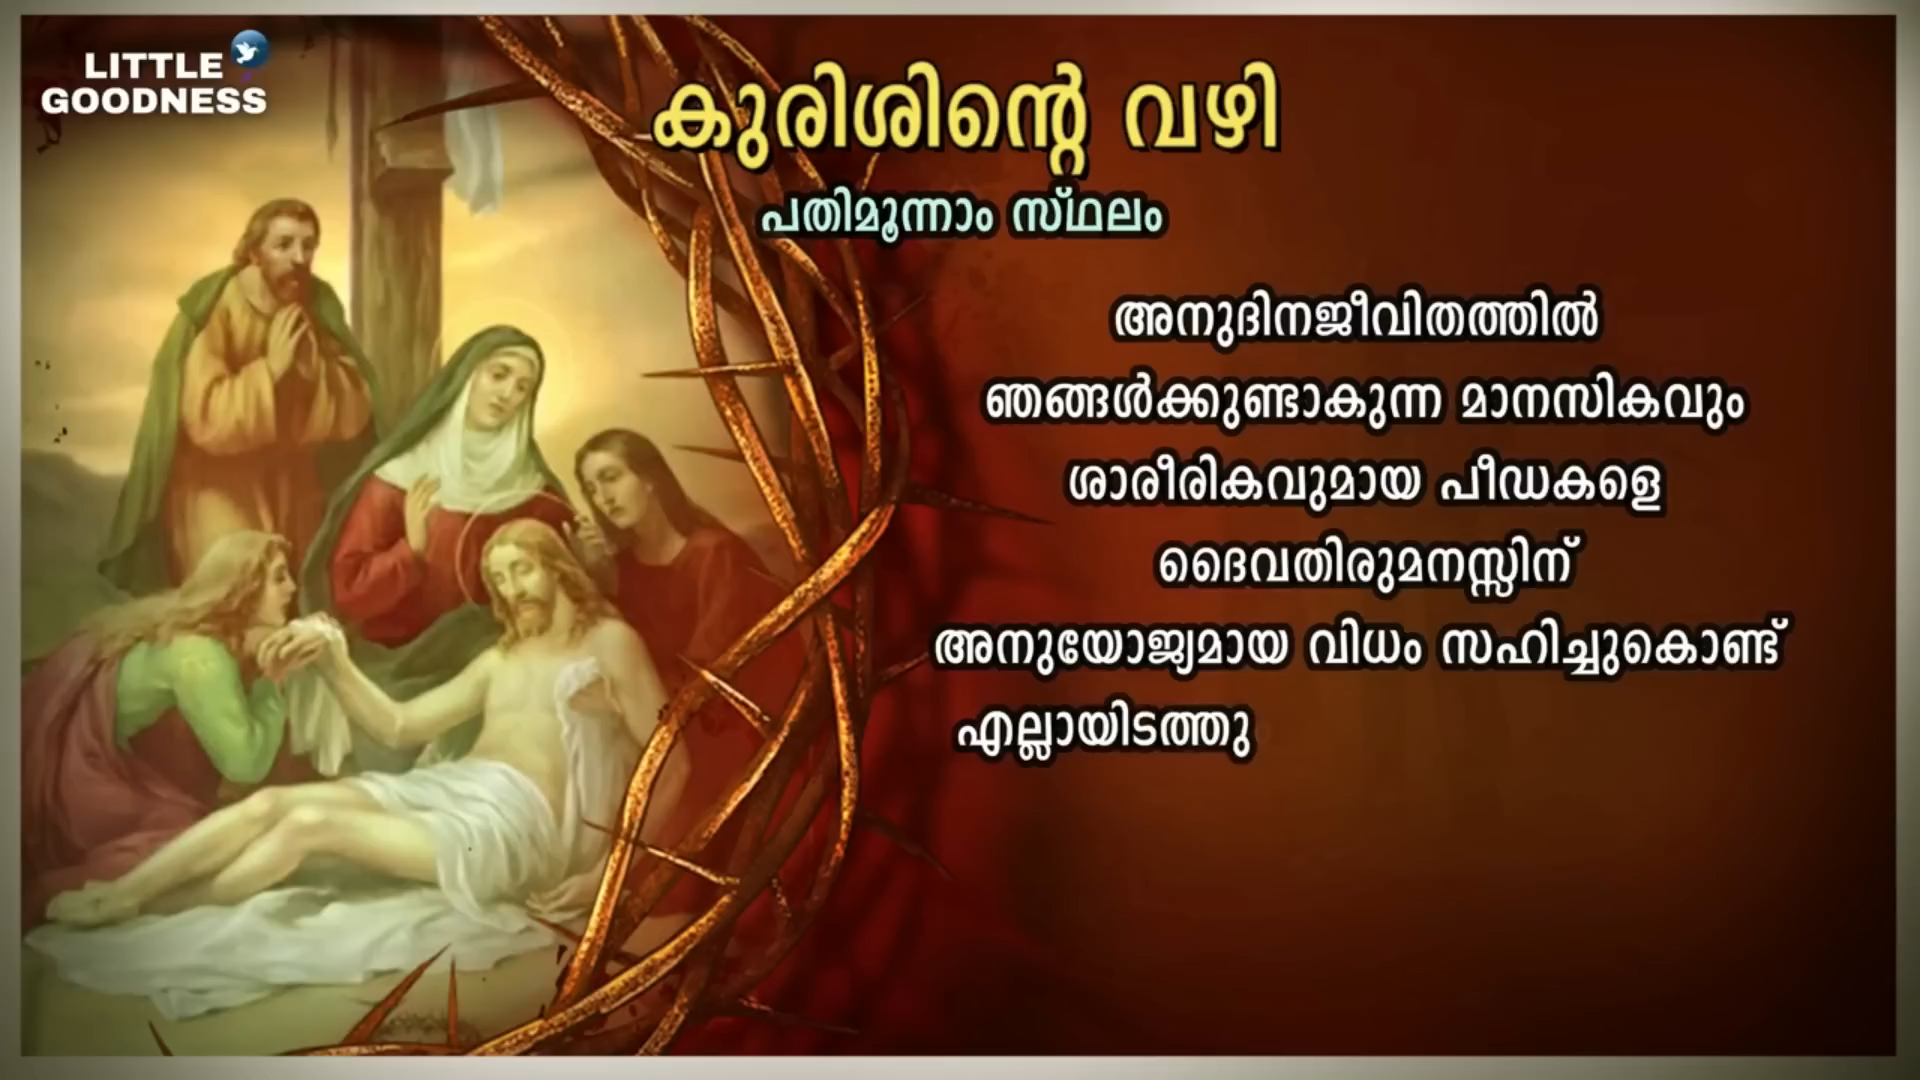 LITTLE
GOODNESS
കുരിശിന്റെ വഴി
പതിമൂന്നാം സ്ഥലം
അനുദിനജീവിതത്തിൽ
ഞങ്ങൾക്കുണ്ടാകുന്ന മാനസികവും
ശാരീരികവുമായ പീഡകളെ
ദൈവതിരുമനസ്സിന്
അനുയോജ്യമായ വിധം സഹിച്ചുകൊണ്ട്
എല്ലായിടത്തു